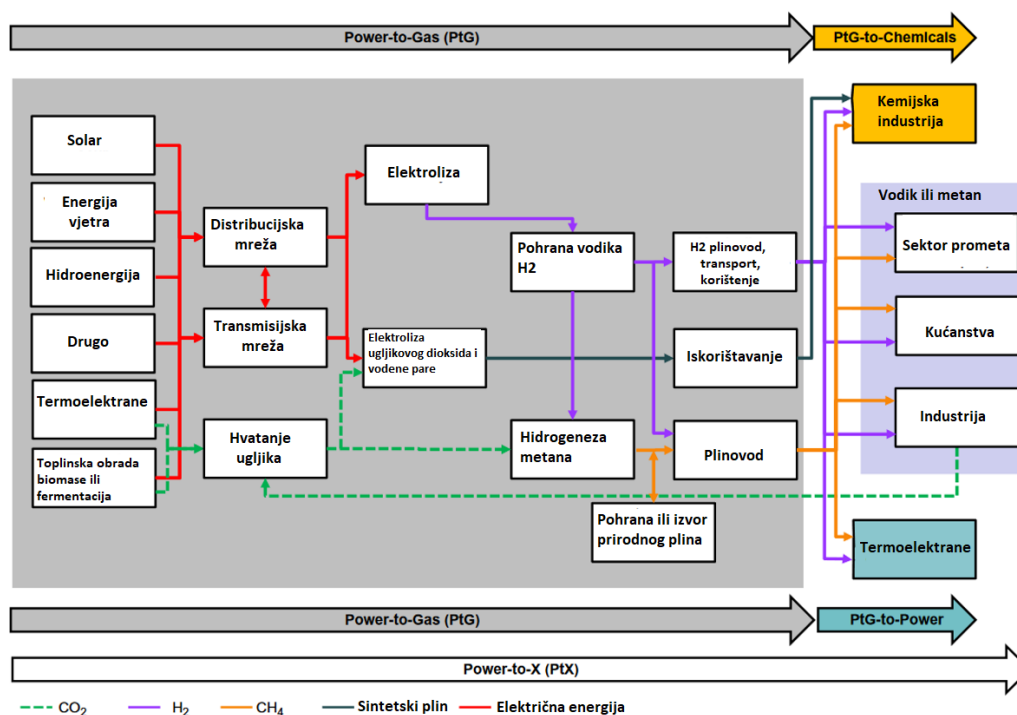 Power-to-Gas (PtG)
PtG-to-Chemicals
Solar
Energija
vjetra
Hidroenergija
Drugo
Termoelektrane
Toplinska obrada
biomase ili
fermentacija
Distribucijska
mreža
Transmisijska
mreža
Hvatanje
ugljika
Elektroliza
Elektroliza
ugljikovog dioksida i
vodene pare
Pohrana vodika
H2
Hidrogeneza
metana
Pohrana ili izvor
prirodnog plina
H2 plinovod,
transport,
korištenje
Iskorištavanje
Plinovod
Kemijska
industrija
Vodik ili metan
Sektor prometa
Kućanstva
Industrija
Termoelektrane
Power-to-Gas (PtG)
PtG-to-Power
Power-to-X (PtX)
CO2
H2
CH4
Sintetski plin
Električna energija